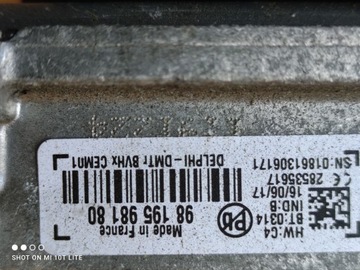 HW:C4
BT:0314
IND:B
16/06/17
28535617
SN:01861306171
Pb
Made in France
98 195 981 80
DELPHI-DMTr BVHx CEM01
SHOT ON MI 10T LITE